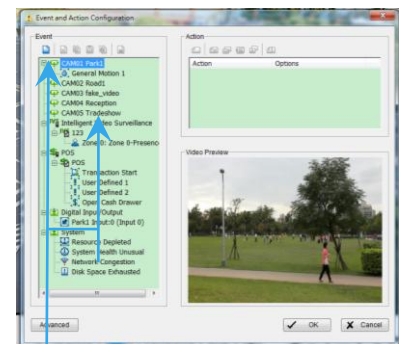 Event and Action Configuration
Event
CAM01 Park1
General Motion 1
CAM02 Road1
CAM03 fake_video
CAM04 Reception
CAM05 Tradeshow
Intelligent Video Surveillance
123
Zone 0: Zone 0-Presenc
POS
POS
Transaction Start
User Defined 1
User Defined 2
Open Cash Drawer
Digital Input/Output
Park1 Input:0 (Input 0)
System
Resource Depleted
System Health Unusual
Network Congestion
Disk Space Exhausted
Action
Action Options
Video Preview
Advanced
OK
Cancel